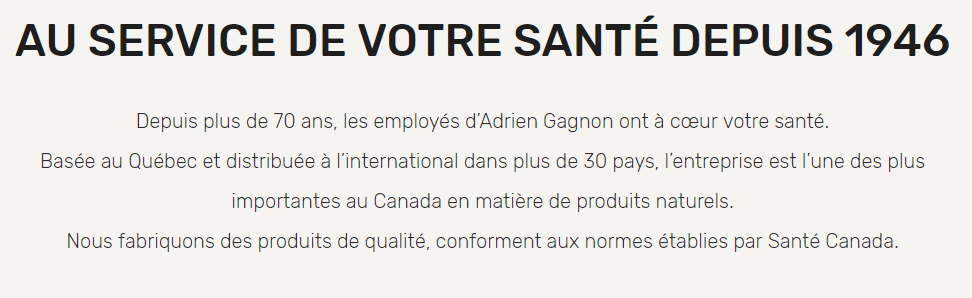 AU SERVICE DE VOTRE SANTÉ DEPUIS 1946
Depuis plus de 70 ans, les employés d'Adrien Gagnon ont à cœur votre santé.
Basée au Québec et distribuée à l'international dans plus de 30 pays, l'entreprise est l'une des plus
importantes au Canada en matière de produits naturels.
Nous fabriquons des produits de qualité, conforment aux normes établies par Santé Canada.